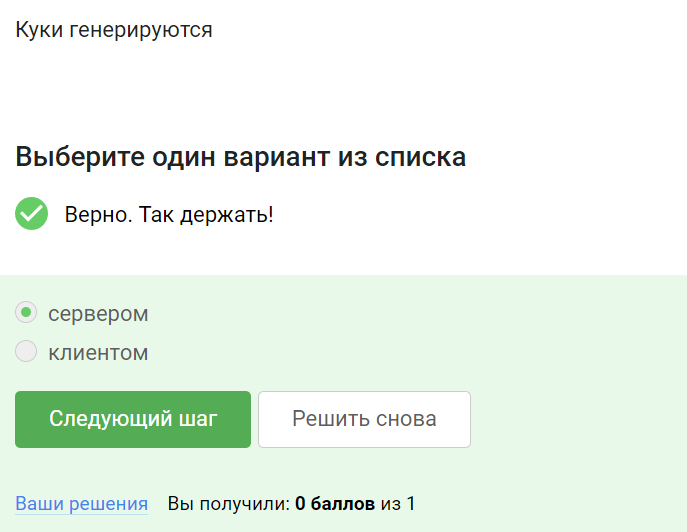 Куки генерируются
Выберите один вариант из списка
Верно. Так держать!
сервером
клиентом
Следующий шаг Решить снова
Ваши решения Вы получили: 0 баллов из 1